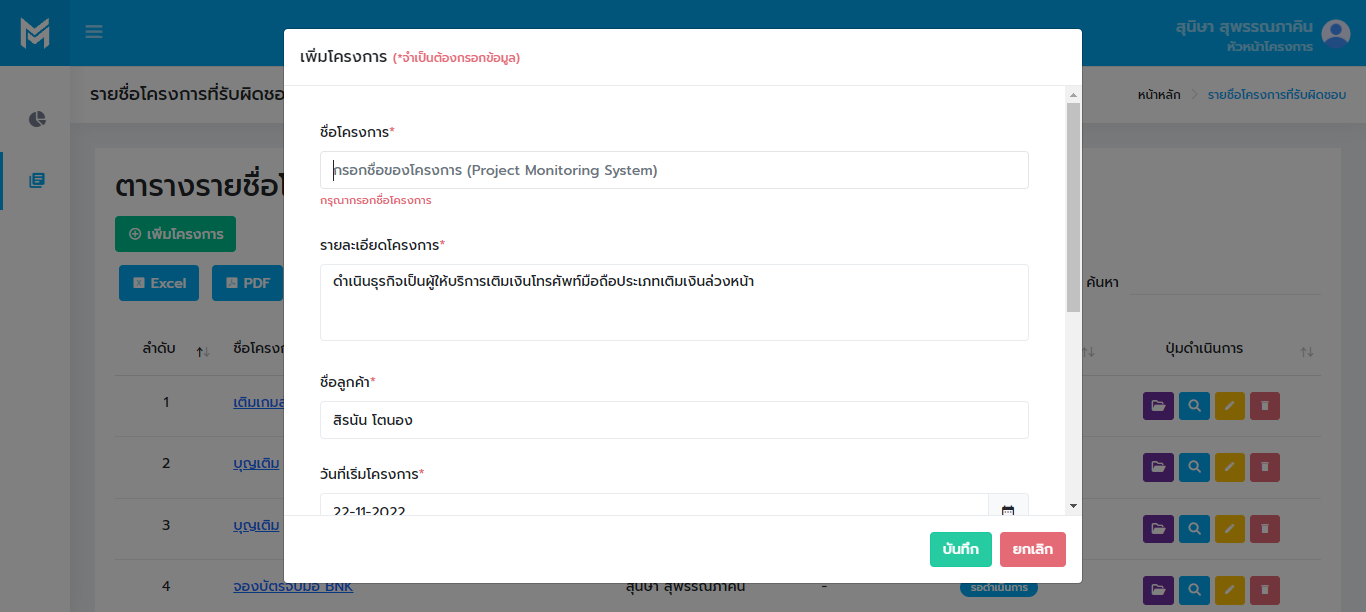 สุนิษา สุพรรณภาคิน
หัวหน้าโครงการ
เพิ่มโครงการ (*จำเป็นต้องกรอกข้อมูล)
รายชื่อโครงการที่รับผิดชอ
หน้าหลัก
รายชื่อโครงการที่รับผิดชอบ
ชื่อโครงการ*
กรอกชื่อของโครงการ (Project Monitoring System)
กรุณากรอกชื่อโครงการ
ตารางรายชื่อโ
เพิ่มโครงการ
รายละเอียดโครงการ*
ดำเนินธุรกิจเป็นผู้ให้บริการเติมเงินโทรศัพท์มือถือประเภทเติมเงินล่วงหน้า
Excel
PDF
ค้นหา
ลำดับ
ชื่อโครง
ปุ่มดำเนินการ
ชื่อลูกค้า*
1
เติมเกม
สิรนัน โตนอง
2
บุญเติม
วันที่เริ่มโครงการ*
22-11-2022
3
บุญเติม
บันทึก
ยกเลิก
4
จองบัตรจับมือ BNK
สุนิษา สุพรรณภาคิน
-
รอดำเนินการ